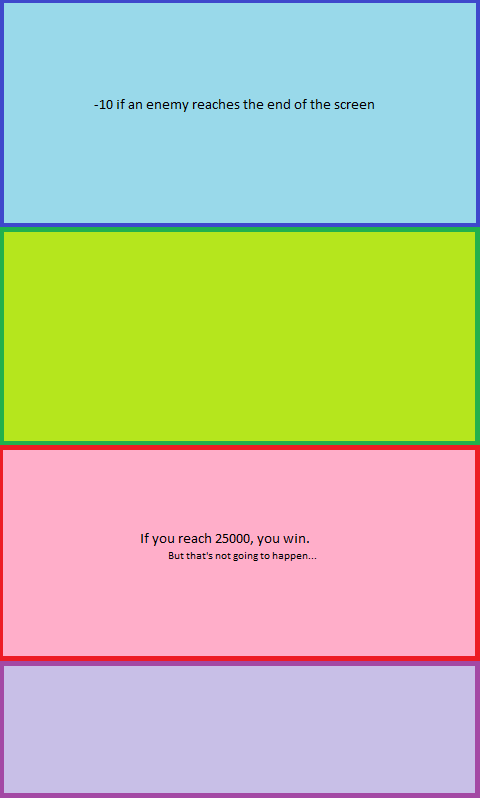 -10 if an enemy reaches the end of the screen
If you reach 25000, you win.
But that's not going to happen...